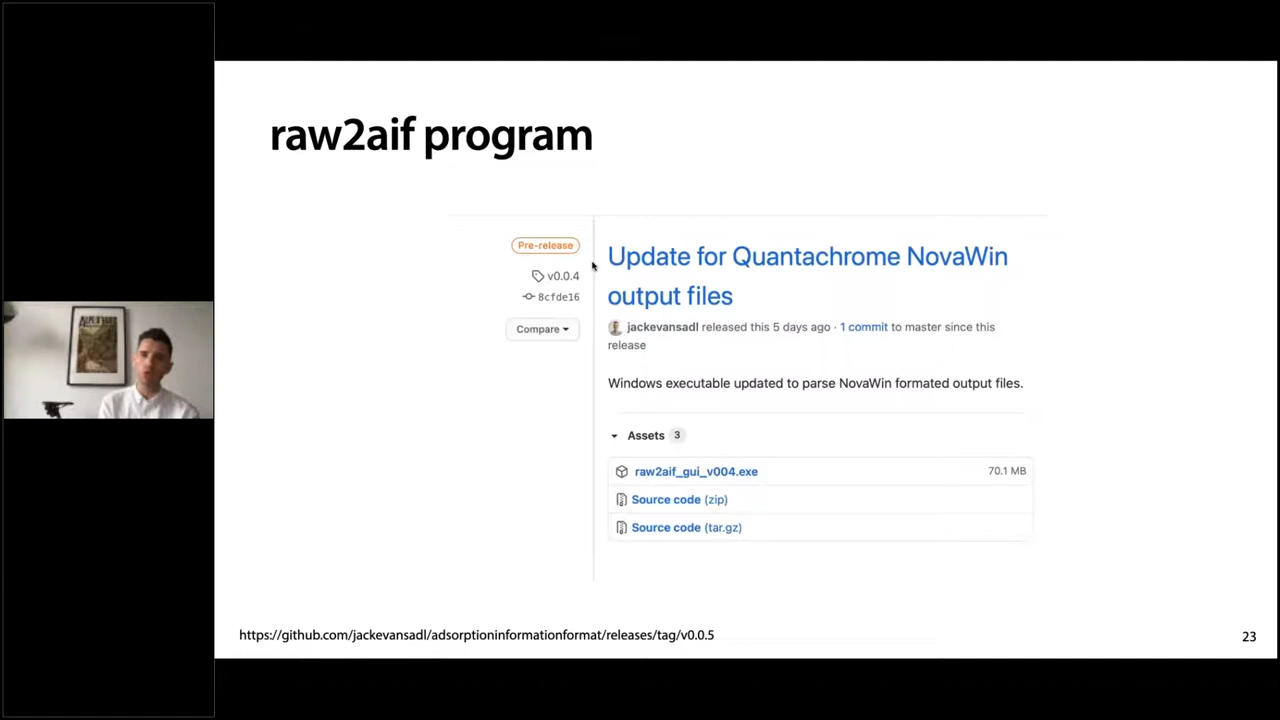 raw2aif program
Pre-release
v0.0.4
8cfde16
Compare
Update for Quantachrome NovaWin
output files
jackevansadl released this 5 days ago · 1 commit to master since this
release
Windows executable updated to parse NovaWin formated output files.
Assets 3
raw2aif_gui_v004.exe 70.1 MB
Source code (zip)
Source code (tar.gz)
https://github.com/jackevansadl/adsorptioninformationformat/releases/tag/v0.0.5
23